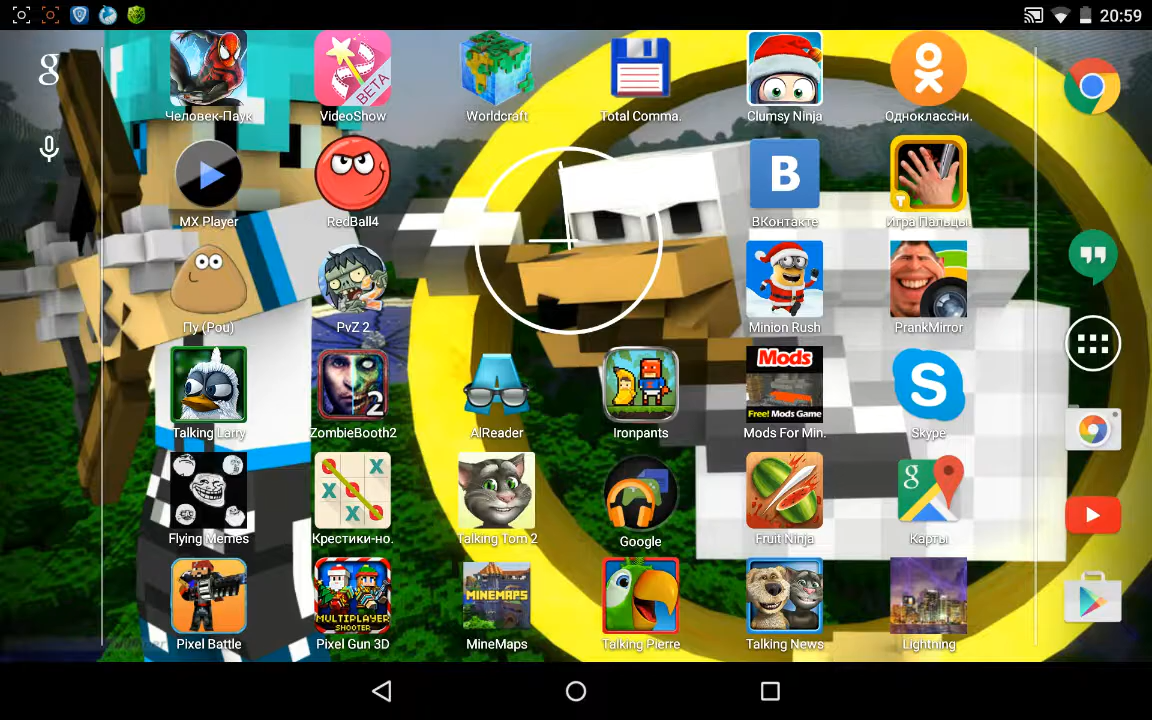 20:59
g
Человек-Паук
VideoShow
BETA
Worldcraft
Total Comma.
Clumsy Ninja
Одноклассни.
MX Player
RedBall4
B
ВКонтакте
T
Игра Пальцы
Пу (Pou)
PvZ 2
Minion Rush
PrankMirror
Talking Larry
2
ZombieBooth2
AlReader
Ironpants
Mods
Free! Mods Game
Mods For Min.
S
Skype
Flying Memes
X
X
X
Крестики-но.
Talking Tom 2
Google
Fruit Ninja
g
Карты
Pixel Battle
MULTIPLAYER
SHOOTER
Pixel Gun 3D
MINEMAPS
MineMaps
Talking Pierre
Talking News
Lightning